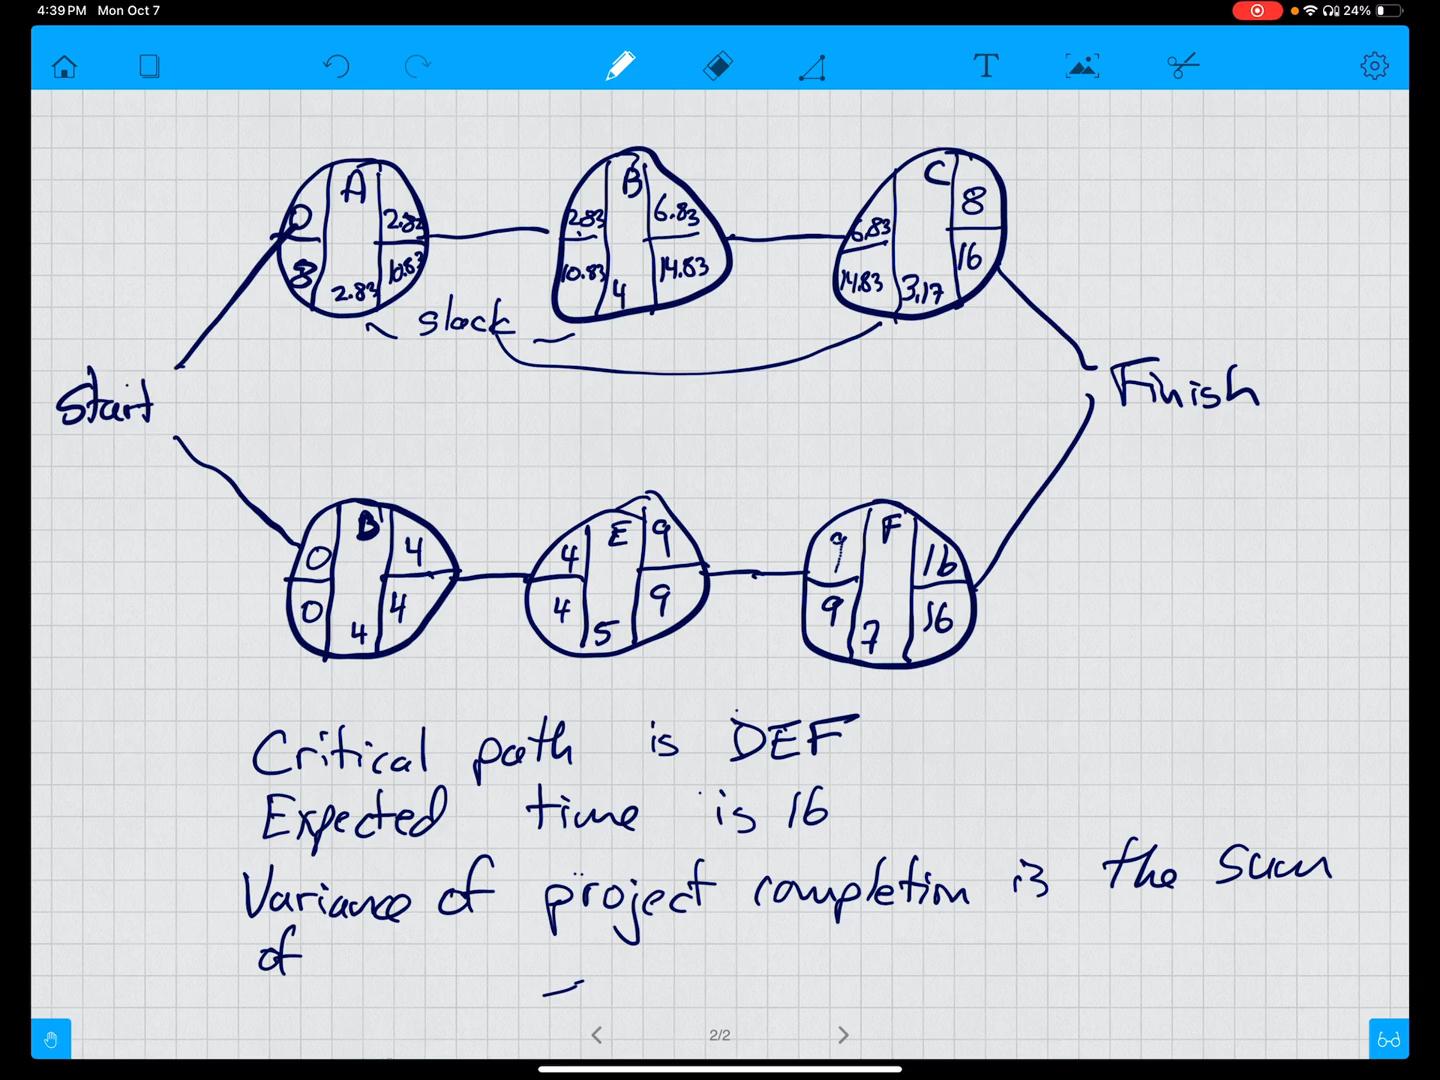 4:39 PM Mon Oct 7 24%
T
A B C
0 2.83 2.83 6.83 6.83 8
8 2.83 10.83 10.83 4 14.83 14.83 3.17 16
slack
Start Finish
D E F
0 4 4 9 9 16
0 4 4 4 5 9 9 7 16
Critical path is DEF
Expected time is 16
Variance of project completion is the sum
of
2/2